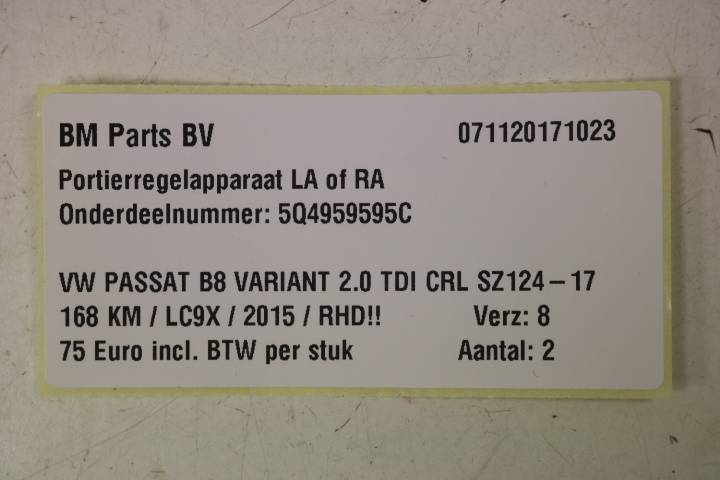 BM Parts BV 071120171023
Portierregelapparaat LA of RA
Onderdeelnummer: 5Q4959595C
VW PASSAT B8 VARIANT 2.0 TDI CRL SZ124-17
168 KM / LC9X / 2015 / RHD!! Verz: 8
75 Euro incl. BTW per stuk Aantal: 2